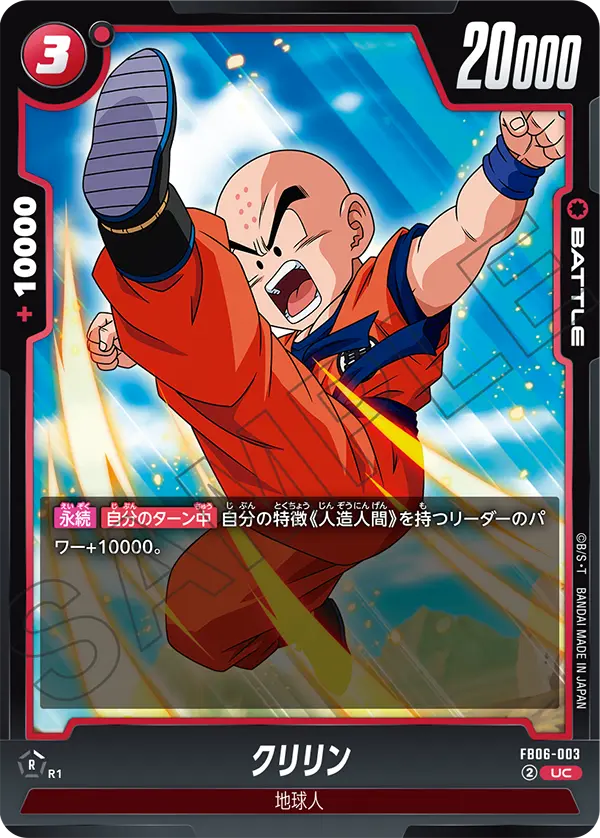 3
20000
+10000
BATTLE
永続 自分のターン中 自分の特徴《人造人間》を持つリーダーのパ
ワー+10000。
SAMPLE
©B/S・T BANDAI MADE IN JAPAN
クリリン
FB06-003
R R1
② UC
地球人